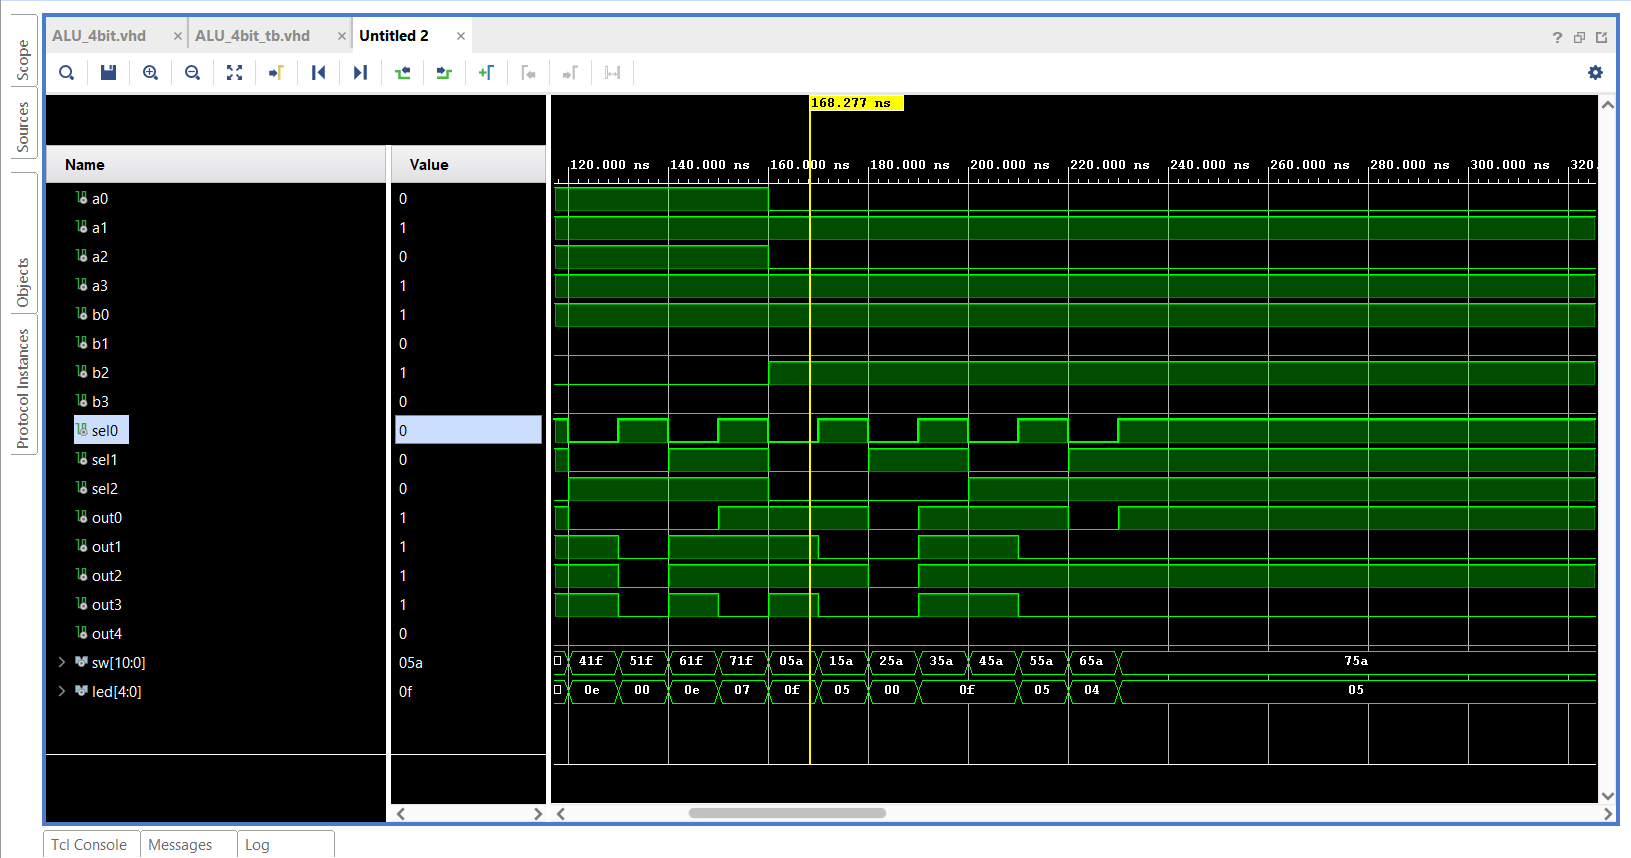 Scope
Sources
Objects
Protocol Instances
ALU_4bit.vhd × ALU_4bit_tb.vhd × Untitled 2 ×
?
168.277 ns
Name Value
120.000 ns 140.000 ns 160.000 ns 180.000 ns 200.000 ns 220.000 ns 240.000 ns 260.000 ns 280.000 ns 300.000 ns 320.
a0 0
a1 1
a2 0
a3 1
b0 1
b1 0
b2 1
b3 0
sel0 0
sel1 0
sel2 0
out0 1
out1 1
out2 1
out3 1
out4 0
sw[10:0] 05a 41f 51f 61f 71f 05a 15a 25a 35a 45a 55a 65a 75a
led[4:0] 0f 0e 00 0e 07 0f 05 00 0f 05 04 05
Tcl Console Messages Log